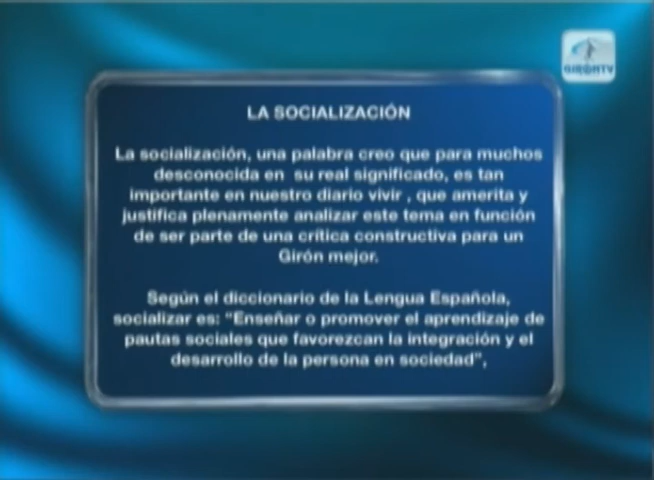 GIRÓNTV
LA SOCIALIZACIÓN
La socialización, una palabra creo que para muchos
desconocida en su real significado, es tan
importante en nuestro diario vivir , que amerita y
justifica plenamente analizar este tema en función
de ser parte de una crítica constructiva para un
Girón mejor.
Según el diccionario de la Lengua Española,
socializar es: "Enseñar o promover el aprendizaje de
pautas sociales que favorezcan la integración y el
desarrollo de la persona en sociedad",